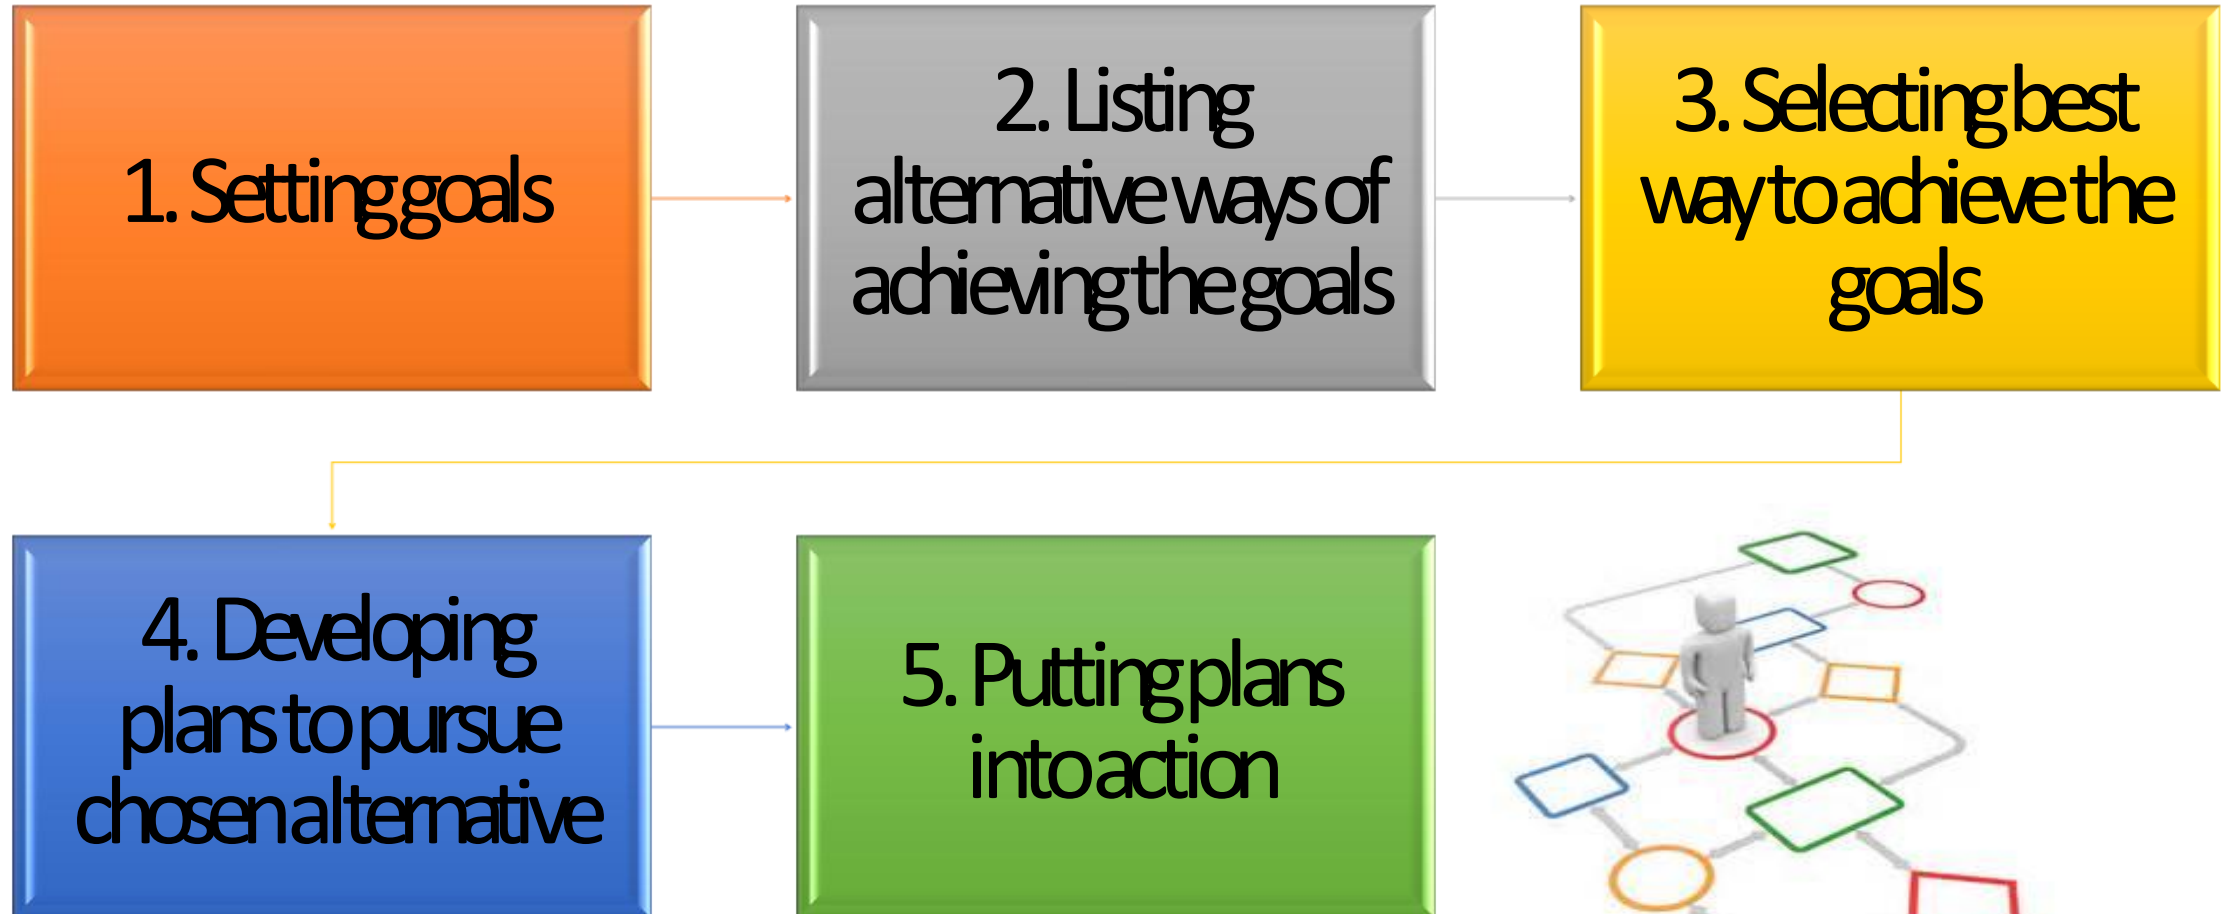 1. Setting goals
2. Listing
alternative ways of
achieving the goals
3. Selecting best
way to achieve the
goals
4. Developing
plans to pursue
chosen alternative
5. Putting plans
into action